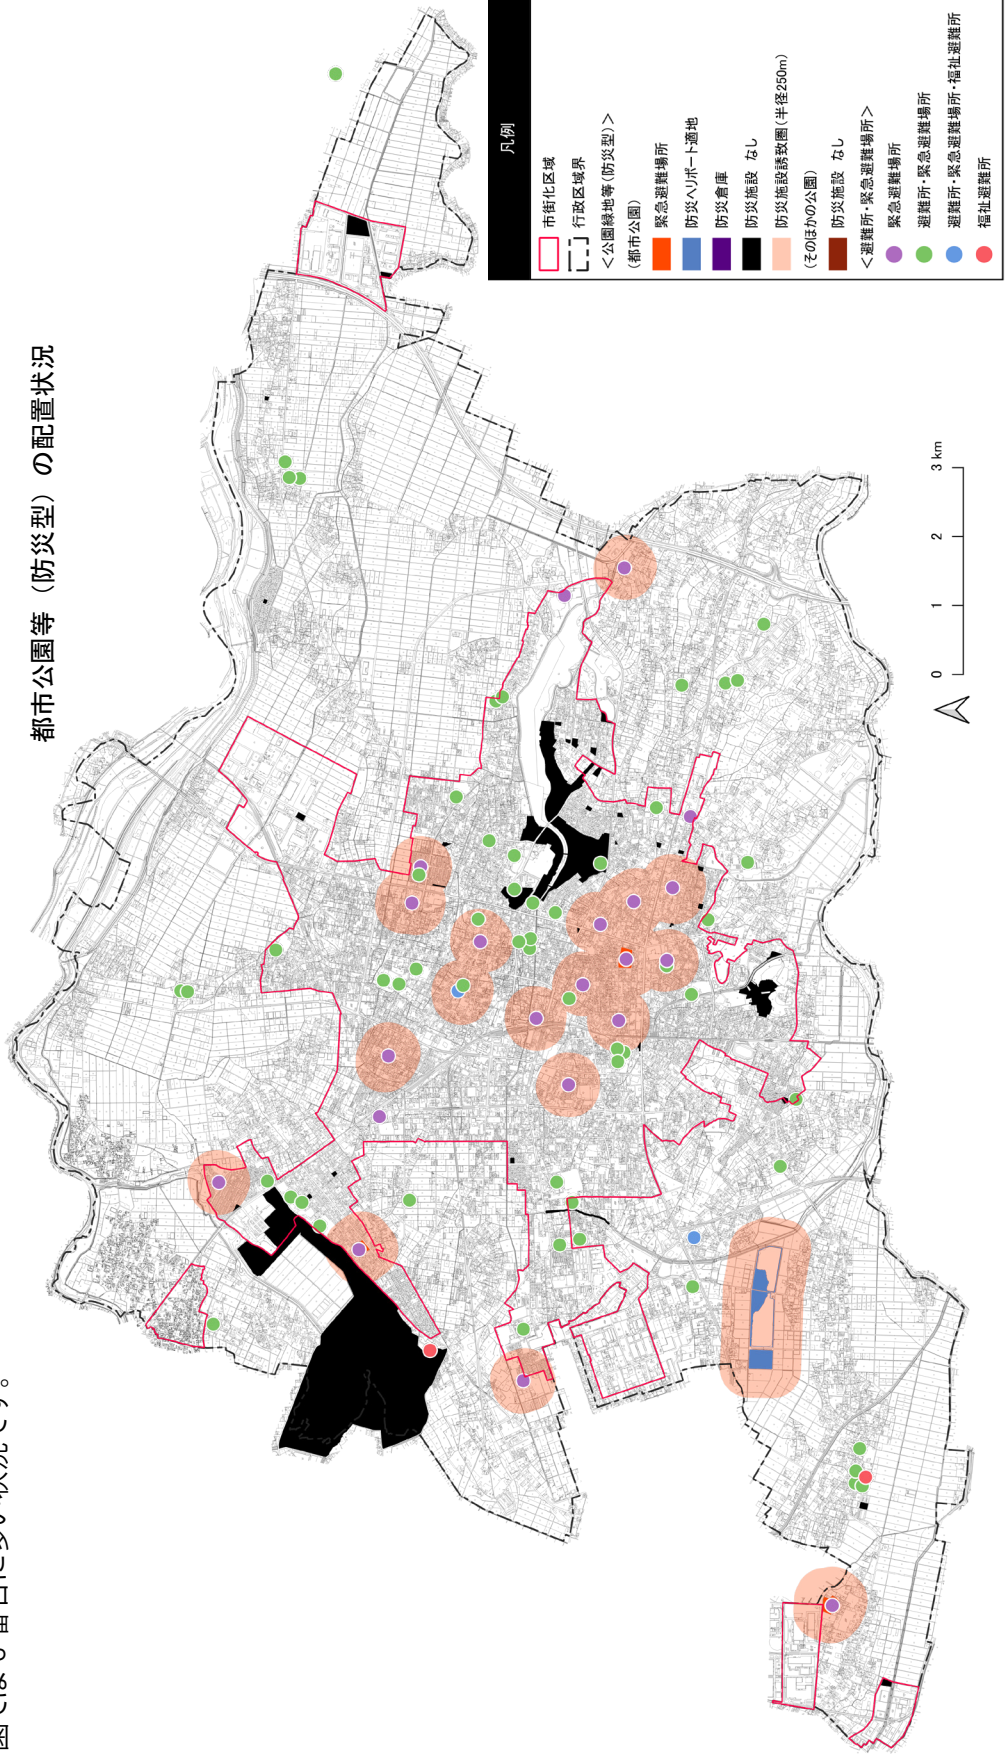 都市公園等（防災型）の配置状況
凡例
市街化区域
行政区域界
＜公園緑地等(防災型)＞
(都市公園)
緊急避難場所
防災ヘリポート適地
防災倉庫
防災施設　なし
防災施設誘致圏(半径250m)
(そのほかの公園)
防災施設　なし
＜避難所・緊急避難場所＞
緊急避難場所
避難所・緊急避難場所
避難所・緊急避難場所・福祉避難所
福祉避難所
0 1 2 3 km